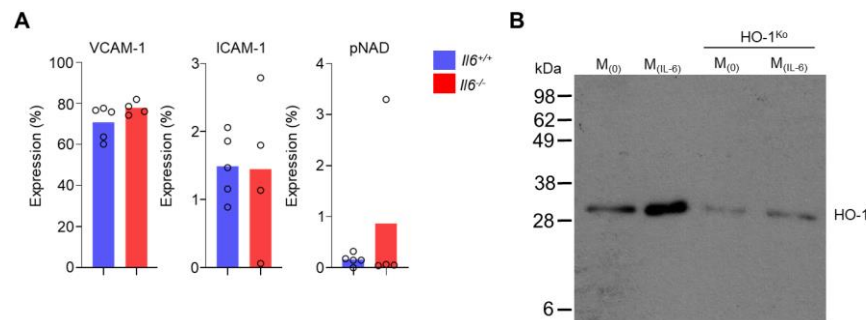 A
VCAM-1
ICAM-1
pNAD
Il6+/+
Il6-/-
Expression (%)
100
80
60
40
20
0
Expression (%)
3
2
1
0
Expression (%)
4
3
2
1
0
B
HO-1Ko
kDa
M(0)
M(IL-6)
M(0)
M(IL-6)
98
62
49
38
28
6
HO-1